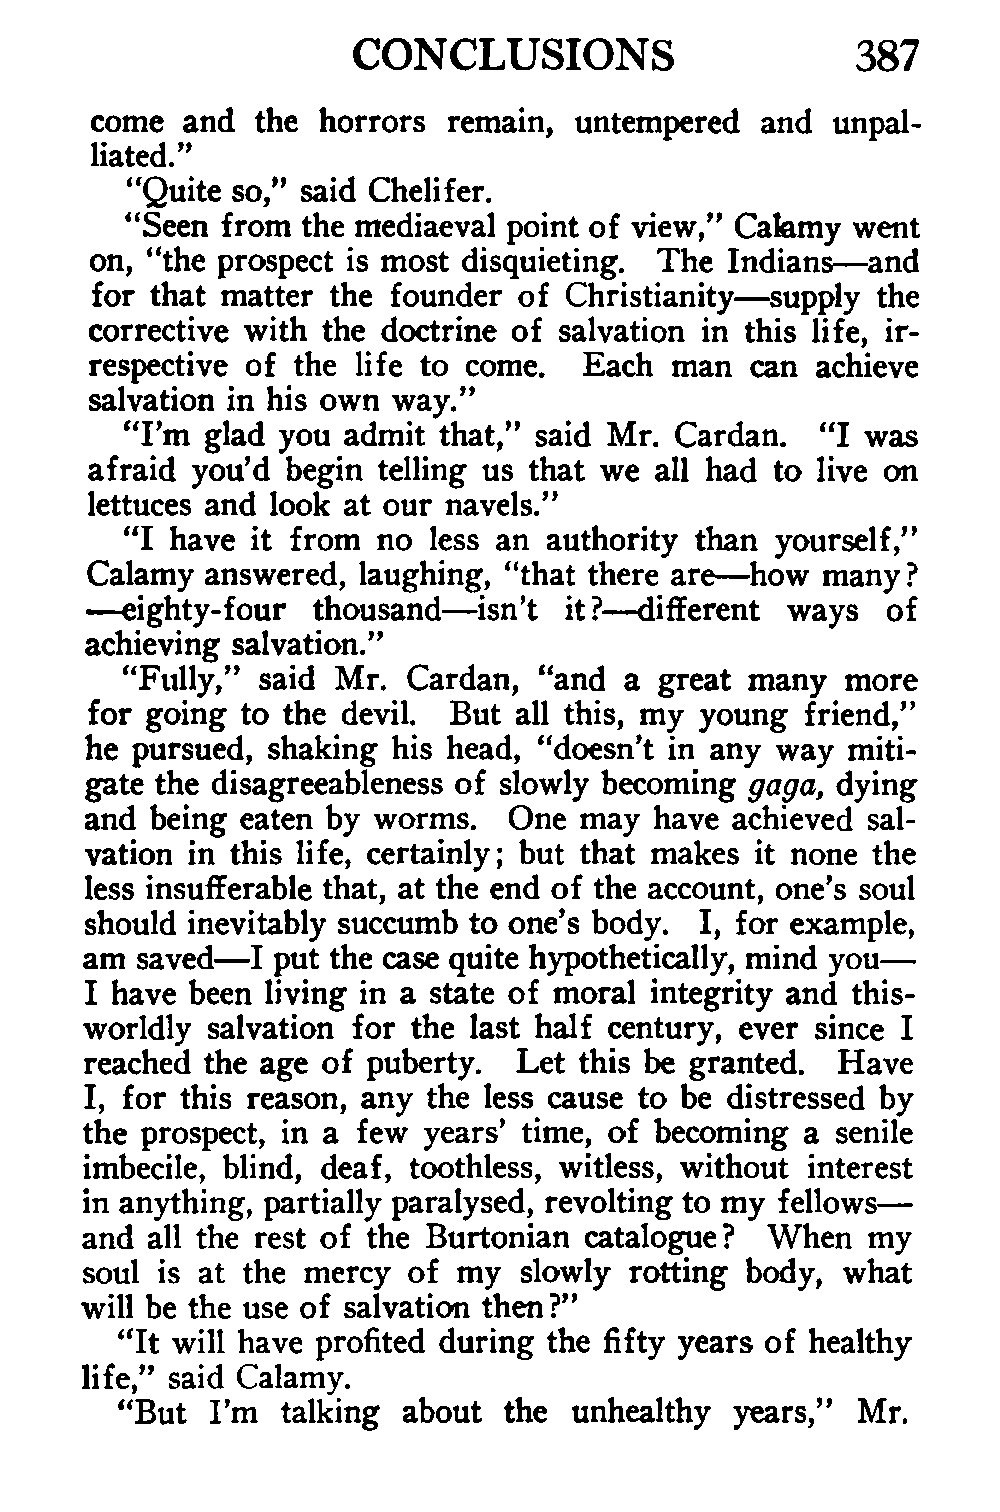 CONCLUSIONS 387
come and the horrors remain, untempered and unpal-
liated."
"Quite so," said Chelifer.
"Seen from the mediaeval point of view," Calamy went
on, "the prospect is most disquieting. The Indians—and
for that matter the founder of Christianity—supply the
corrective with the doctrine of salvation in this life, ir-
respective of the life to come. Each man can achieve
salvation in his own way."
"I'm glad you admit that," said Mr. Cardan. "I was
afraid you'd begin telling us that we all had to live on
lettuces and look at our navels."
"I have it from no less an authority than yourself,"
Calamy answered, laughing, "that there are—how many?
—eighty-four thousand—isn't it?—different ways of
achieving salvation."
"Fully," said Mr. Cardan, "and a great many more
for going to the devil. But all this, my young friend,"
he pursued, shaking his head, "doesn't in any way miti-
gate the disagreeableness of slowly becoming gaga, dying
and being eaten by worms. One may have achieved sal-
vation in this life, certainly; but that makes it none the
less insufferable that, at the end of the account, one's soul
should inevitably succumb to one's body. I, for example,
am saved—I put the case quite hypothetically, mind you—
I have been living in a state of moral integrity and this-
worldly salvation for the last half century, ever since I
reached the age of puberty. Let this be granted. Have
I, for this reason, any the less cause to be distressed by
the prospect, in a few years' time, of becoming a senile
imbecile, blind, deaf, toothless, witless, without interest
in anything, partially paralysed, revolting to my fellows—
and all the rest of the Burtonian catalogue? When my
soul is at the mercy of my slowly rotting body, what
will be the use of salvation then?"
"It will have profited during the fifty years of healthy
life," said Calamy.
"But I'm talking about the unhealthy years," Mr.